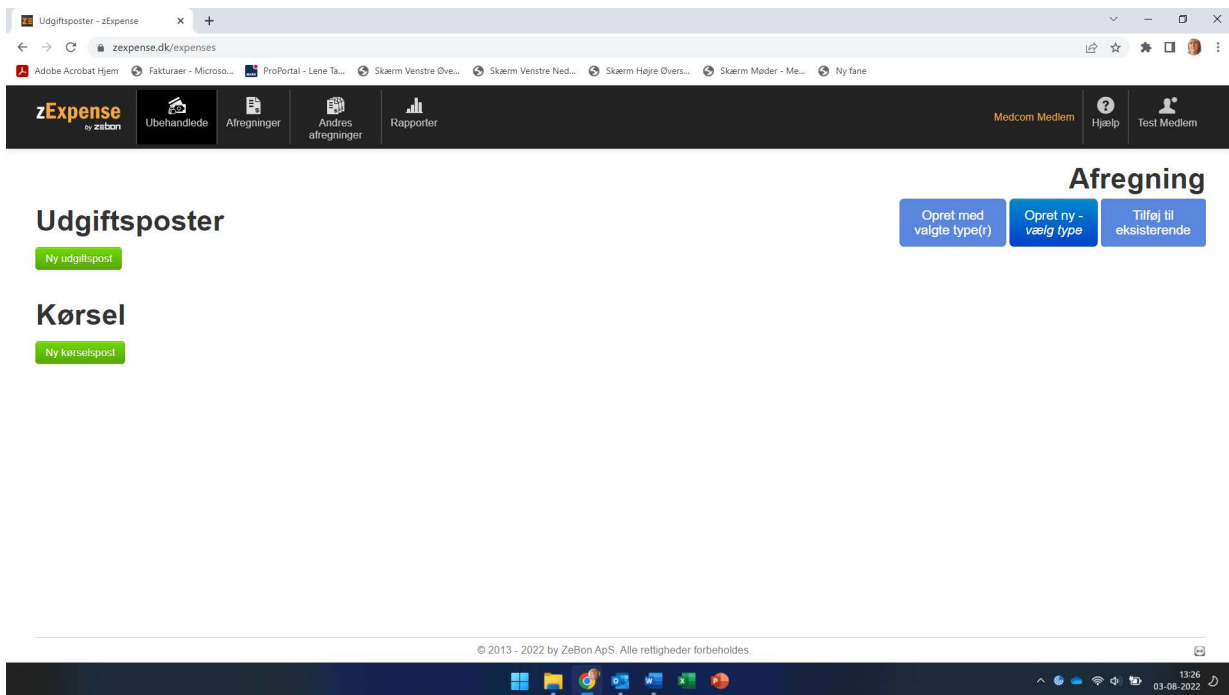 Udgiftsposter - zExpense
zexpense.dk/expenses
Adobe Acrobat Hjem
Fakturaer - Microso...
ProPortal - Lene Ta...
Skærm Venstre Øve...
Skærm Venstre Ned...
Skærm Højre Øvers...
Skærm Møder - Me...
Ny fane
zExpense
by zebon
Ubehandlede
Afregninger
Andres
afregninger
Rapporter
Medcom Medlem
Hjælp
Test Medlem
Afregning
Opret med
valgte type(r)
Opret ny -
vælg type
Tilføj til
eksisterende
Udgiftsposter
Ny udgiftspost
Kørsel
Ny kørselspost
© 2013 - 2022 by ZeBon ApS. Alle rettigheder forbeholdes.
13:26
03-08-2022